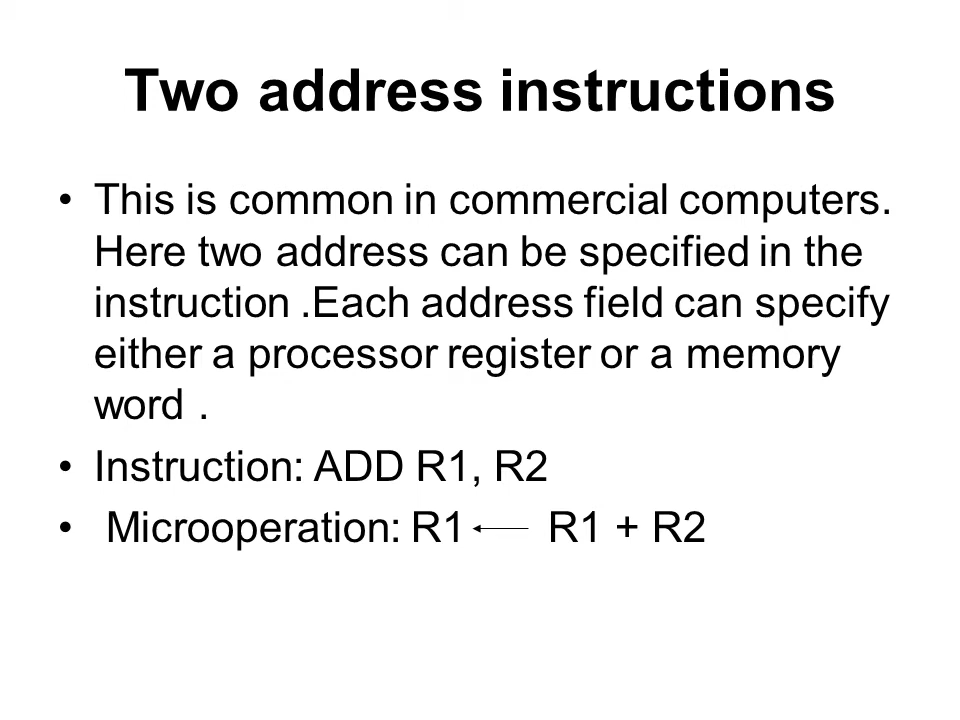 Two address instructions
• This is common in commercial computers.
Here two address can be specified in the
instruction .Each address field can specify
either a processor register or a memory
word .
• Instruction: ADD R1, R2
• Microoperation: R1 ← R1 + R2